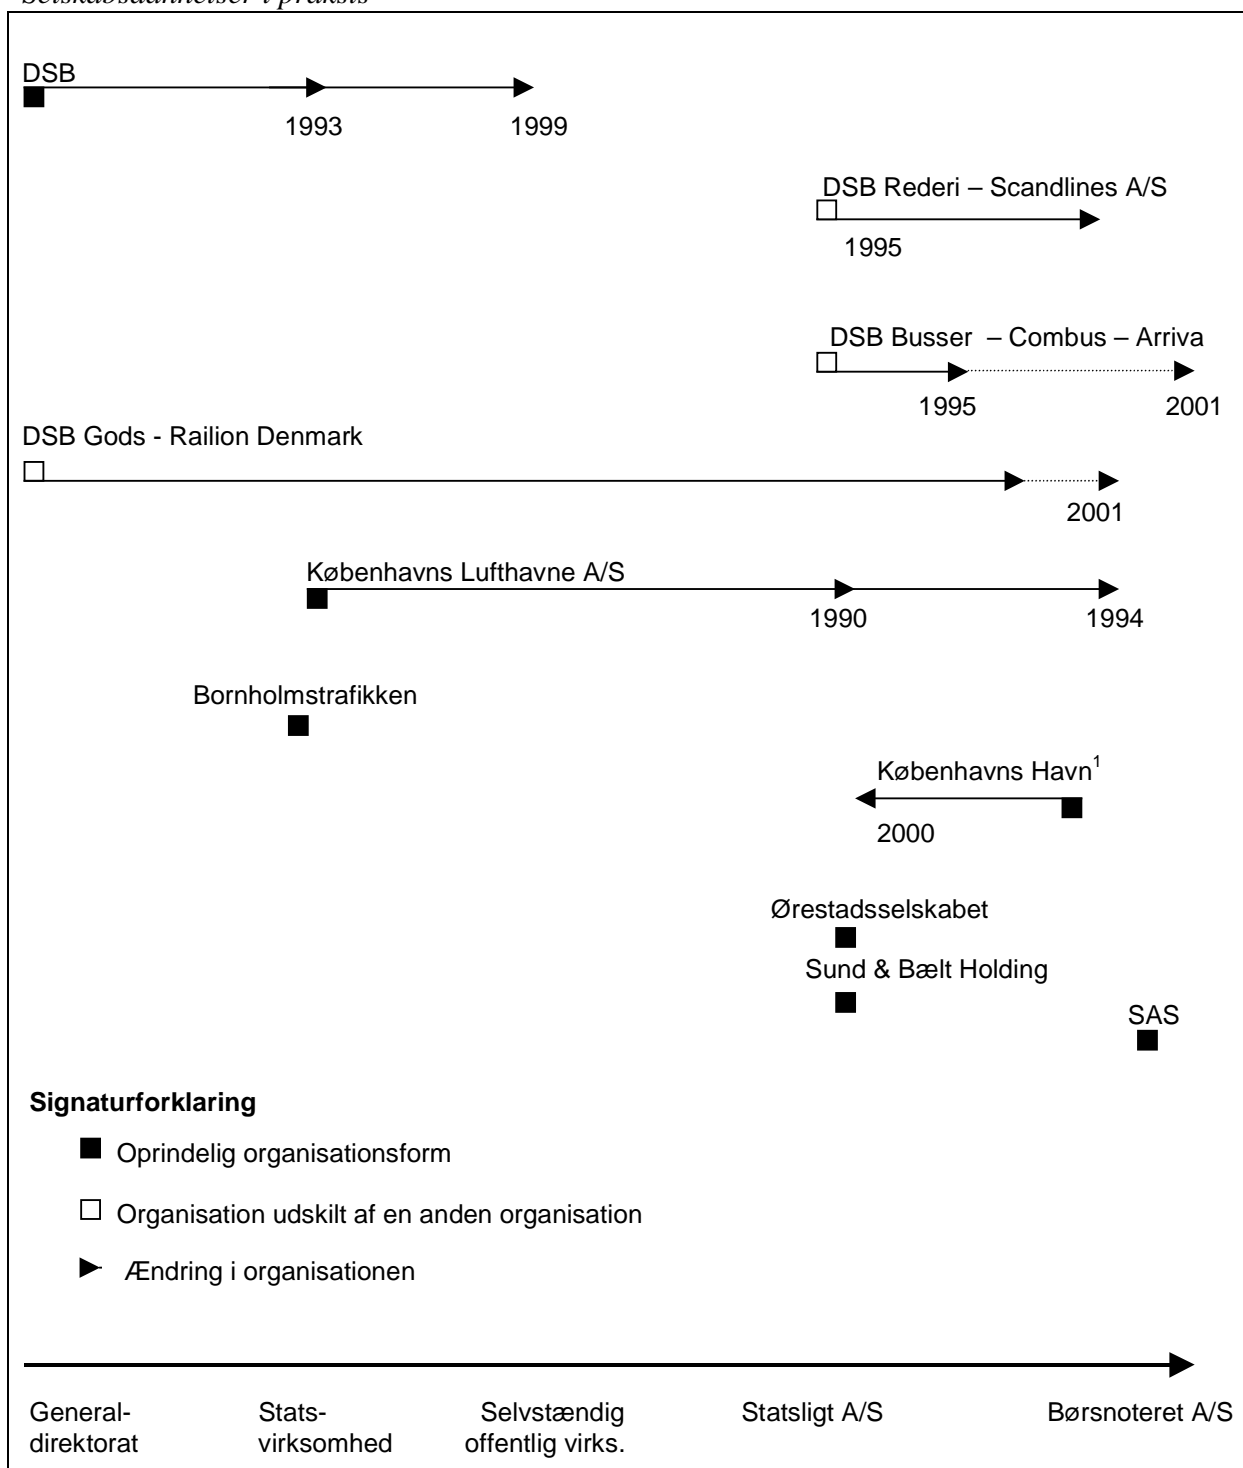 Selskabsdannelser i praksis
DSB
1993 1999
DSB Rederi – Scandlines A/S
1995
DSB Busser – Combus – Arriva
1995 2001
DSB Gods - Railion Denmark
2001
Københavns Lufthavne A/S
1990 1994
Bornholmstrafikken
Københavns Havn¹
2000
Ørestadsselskabet
Sund & Bælt Holding
SAS
Signaturforklaring
Oprindelig organisationsform
Organisation udskilt af en anden organisation
Ændring i organisationen
General-
direktorat
Stats-
virksomhed
Selvstændig
offentlig virks.
Statsligt A/S
Børsnoteret A/S